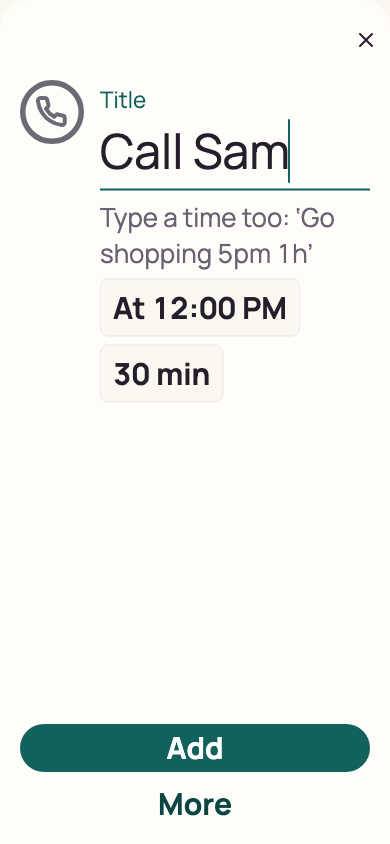 Title
Call Sam
Type a time too: ‘Go
shopping 5pm 1h’
At 12:00 PM
30 min
Add
More